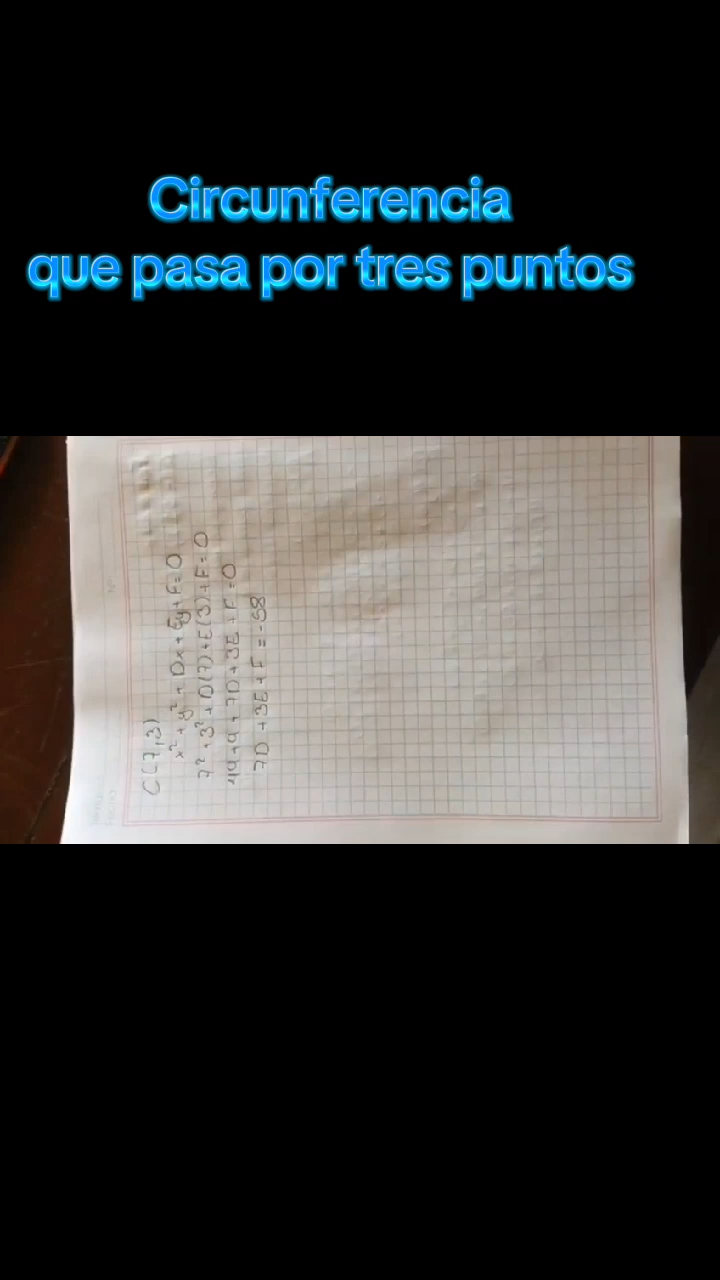 Circunferencia
que pasa por tres puntos
C(7,3)
x² + y² + Dx + Ey + F = 0
7² + 3² + D(7) + E(3) + F = 0
49 + 9 + 7D + 3E + F = 0
7D + 3E + F = -58